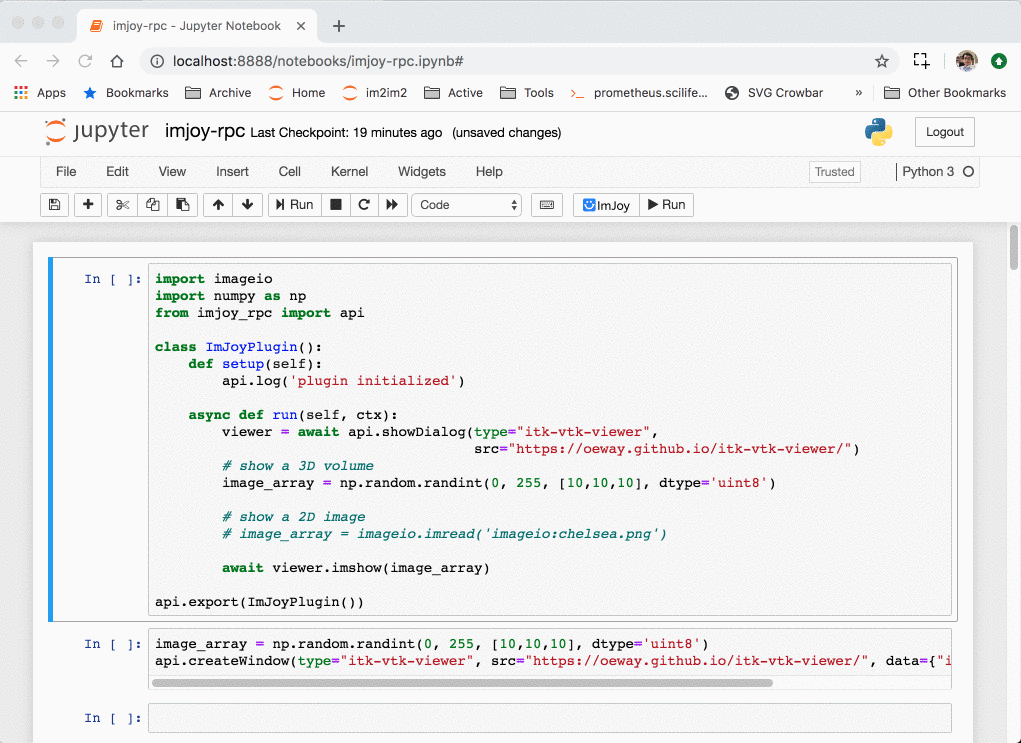 imjoy-rpc - Jupyter Notebook
localhost:8888/notebooks/imjoy-rpc.ipynb#
Apps Bookmarks Archive Home im2im2 Active Tools prometheus.scilife... SVG Crowbar » Other Bookmarks
jupyter imjoy-rpc Last Checkpoint: 19 minutes ago (unsaved changes) Logout
File Edit View Insert Cell Kernel Widgets Help Trusted Python 3
Run Code ImJoy Run
In [ ]: import imageio
import numpy as np
from imjoy_rpc import api
class ImJoyPlugin():
def setup(self):
api.log('plugin initialized')
async def run(self, ctx):
viewer = await api.showDialog(type="itk-vtk-viewer",
src="https://oeway.github.io/itk-vtk-viewer/")
# show a 3D volume
image_array = np.random.randint(0, 255, [10,10,10], dtype='uint8')
# show a 2D image
# image_array = imageio.imread('imageio:chelsea.png')
await viewer.imshow(image_array)
api.export(ImJoyPlugin())
In [ ]: image_array = np.random.randint(0, 255, [10,10,10], dtype='uint8')
api.createWindow(type="itk-vtk-viewer", src="https://oeway.github.io/itk-vtk-viewer/", data={"i
In [ ]: